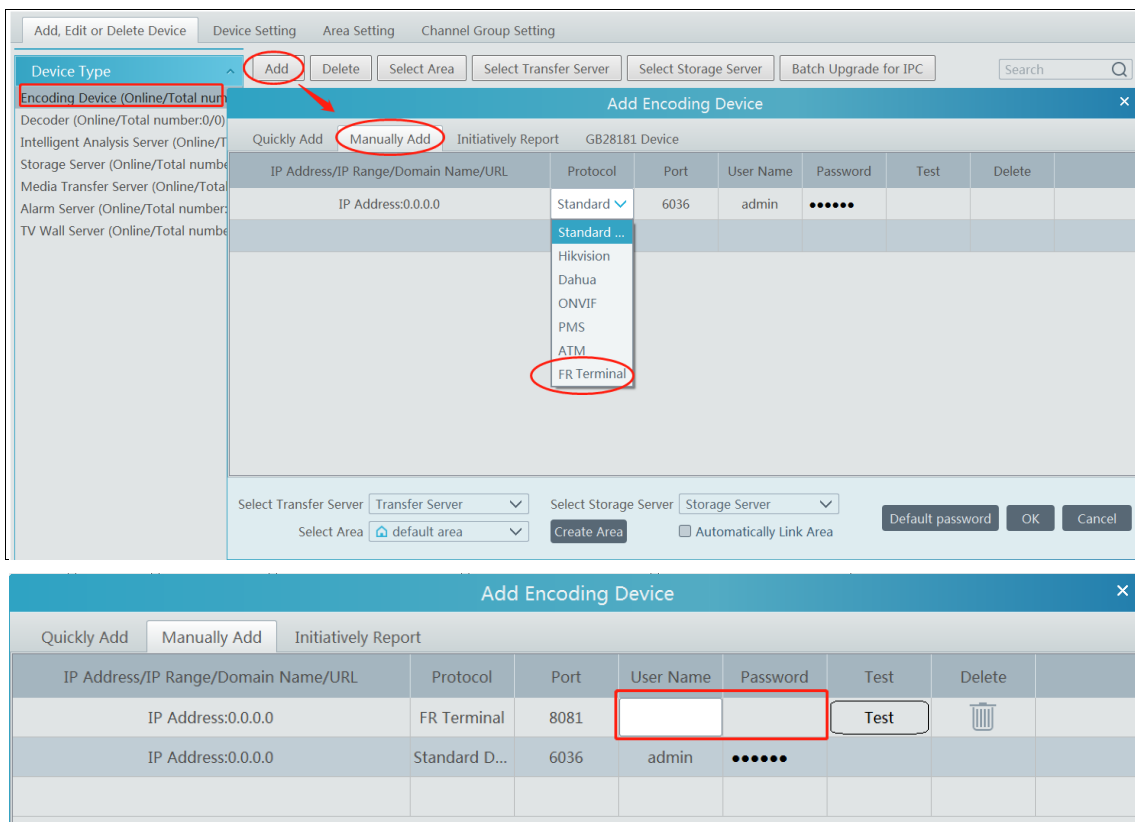 Add, Edit or Delete Device Device Setting Area Setting Channel Group Setting
Device Type Add Delete Select Area Select Transfer Server Select Storage Server Batch Upgrade for IPC Search
Encoding Device (Online/Total num
Add Encoding Device
Decoder (Online/Total number:0/0)
Intelligent Analysis Server (Online/T
Quickly Add Manually Add Initiatively Report GB28181 Device
Storage Server (Online/Total numbe
IP Address/IP Range/Domain Name/URL Protocol Port User Name Password Test Delete
Media Transfer Server (Online/Total
Alarm Server (Online/Total number:
IP Address:0.0.0.0 Standard 6036 admin ●●●●●●
TV Wall Server (Online/Total numbe
Standard ...
Hikvision
Dahua
ONVIF
PMS
ATM
FR Terminal
Select Transfer Server Transfer Server Select Storage Server Storage Server
Default password OK Cancel
Select Area default area Create Area Automatically Link Area
Add Encoding Device
Quickly Add Manually Add Initiatively Report
IP Address/IP Range/Domain Name/URL Protocol Port User Name Password Test Delete
IP Address:0.0.0.0 FR Terminal 8081 Test
IP Address:0.0.0.0 Standard D... 6036 admin ●●●●●●